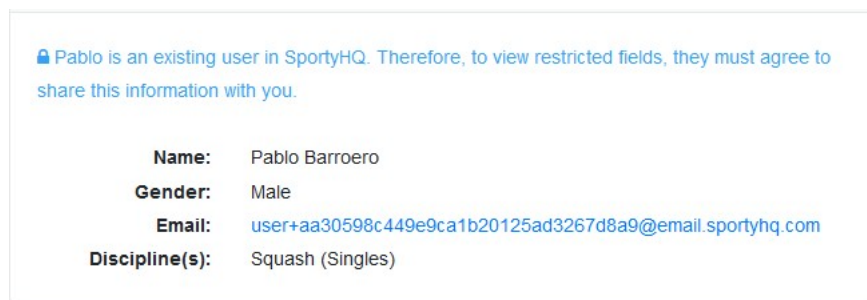 Pablo is an existing user in SportyHQ. Therefore, to view restricted fields, they must agree to
share this information with you.
Name: Pablo Barroero
Gender: Male
Email: user+aa30598c449e9ca1b20125ad3267d8a9@email.sportyhq.com
Discipline(s): Squash (Singles)